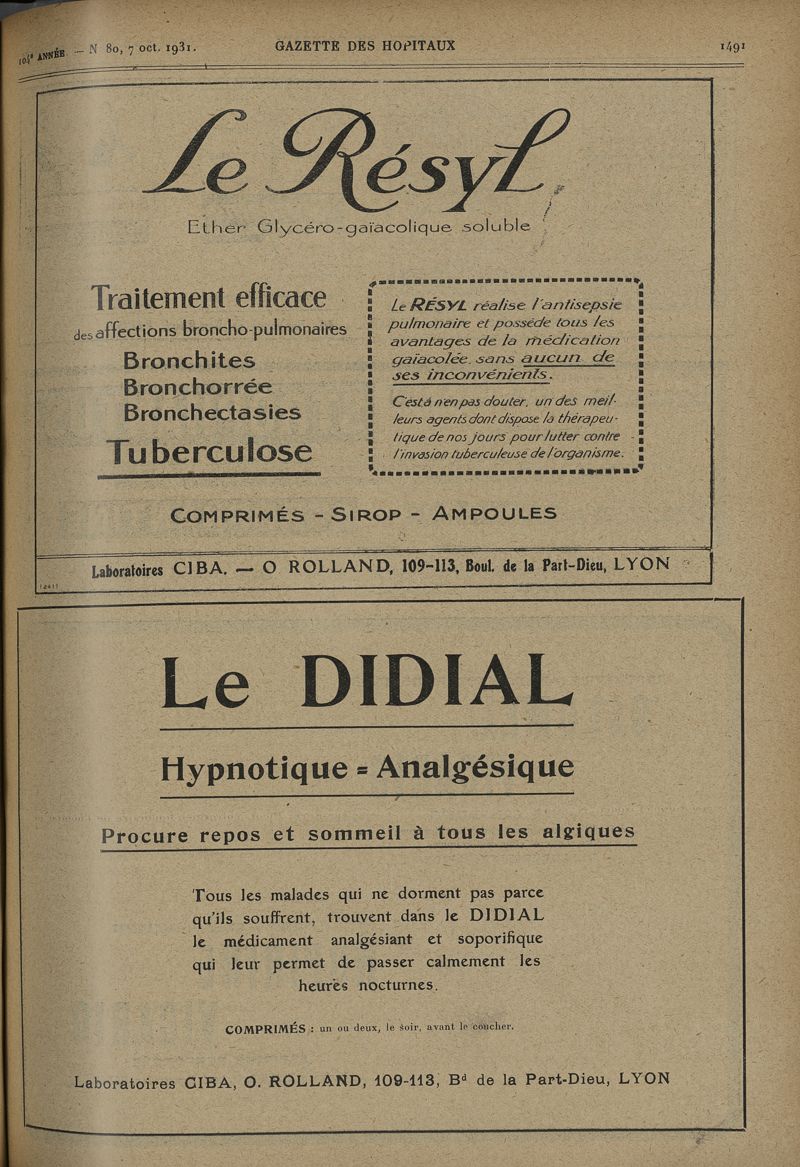 104e ANNÉE. — N 80, 7 oct. 1931. GAZETTE DES HOPITAUX 1491
Le Résyl
Ether Glycéro-gaïacolique soluble
Traitement efficace
des affections broncho-pulmonaires
Bronchites
Bronchorrée
Bronchectasies
Tuberculose
Le RÉSYL réalise l'antisepsie
pulmonaire et possède tous les
avantages de la médication
gaïacolée, sans aucun de
ses inconvénients.
C'est à n'en pas douter, un des meil-
leurs agents dont dispose la thérapeu-
tique de nos jours pour lutter contre
l'invasion tuberculeuse de l'organisme.
COMPRIMÉS - SIROP - AMPOULES
Laboratoires CIBA. — O ROLLAND, 109-113, Boul. de la Part-Dieu, LYON
Le DIDIAL
Hypnotique = Analgésique
Procure repos et sommeil à tous les algiques
Tous les malades qui ne dorment pas parce
qu'ils souffrent, trouvent dans le DIDIAL
le médicament analgésiant et soporifique
qui leur permet de passer calmement les
heures nocturnes.
COMPRIMÉS : un ou deux, le soir, avant le coucher.
Laboratoires CIBA, O. ROLLAND, 109-113, Bd de la Part-Dieu, LYON